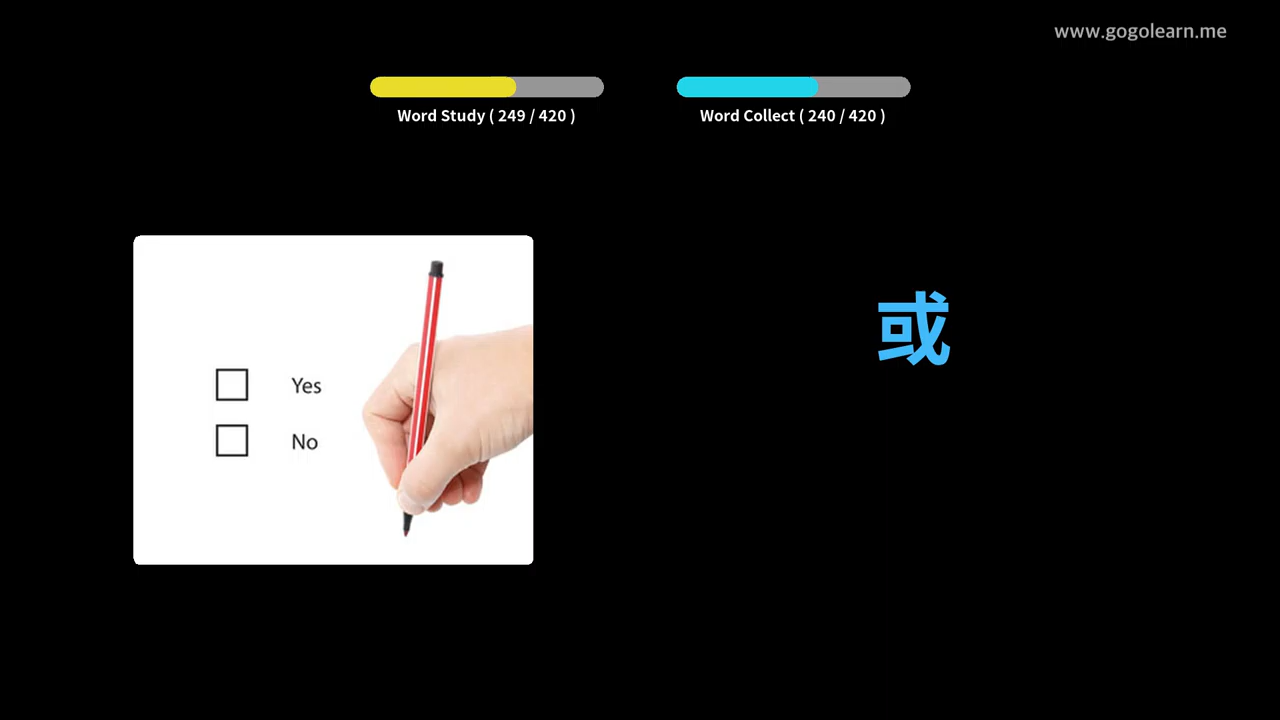 www.gogolearn.me
Word Study ( 249 / 420 )
Word Collect ( 240 / 420 )
或
Yes
No